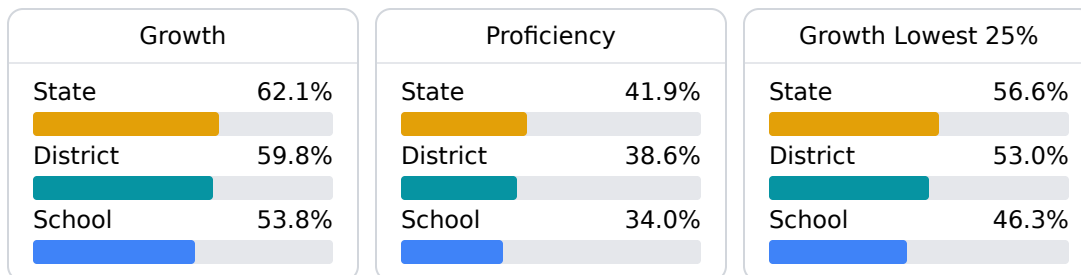 Growth
State 62.1%
District 59.8%
School 53.8%
Proficiency
State 41.9%
District 38.6%
School 34.0%
Growth Lowest 25%
State 56.6%
District 53.0%
School 46.3%